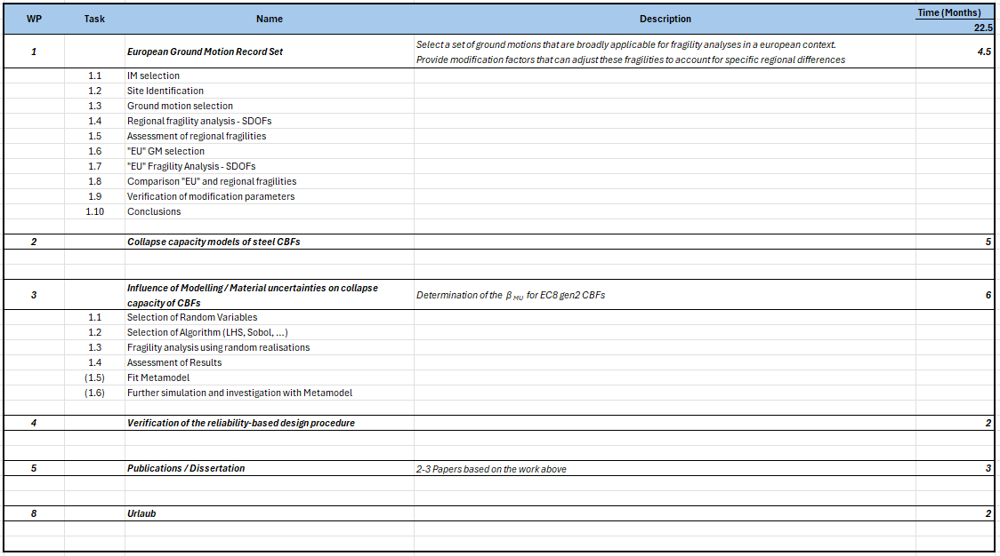 WP Task Name Description Time (Months)
22.5
1 European Ground Motion Record Set Select a set of ground motions that are broadly applicable for fragility analyses in a european context.
Provide modification factors that can adjust these fragilities to account for specific regional differences 4.5
1.1 IM selection
1.2 Site Identification
1.3 Ground motion selection
1.4 Regional fragility analysis - SDOFs
1.5 Assessment of regional fragilities
1.6 "EU" GM selection
1.7 "EU" Fragility Analysis - SDOFs
1.8 Comparison "EU" and regional fragilities
1.9 Verification of modification parameters
1.10 Conclusions
2 Collapse capacity models of steel CBFs 5
3 Influence of Modelling / Material uncertainties on collapse
capacity of CBFs Determination of the β MU for EC8 gen2 CBFs 6
1.1 Selection of Random Variables
1.2 Selection of Algorithm (LHS, Sobol, ...)
1.3 Fragility analysis using random realisations
1.4 Assessment of Results
(1.5) Fit Metamodel
(1.6) Further simulation and investigation with Metamodel
4 Verification of the reliability-based design procedure 2
5 Publications / Dissertation 2-3 Papers based on the work above 3
8 Urlaub 2